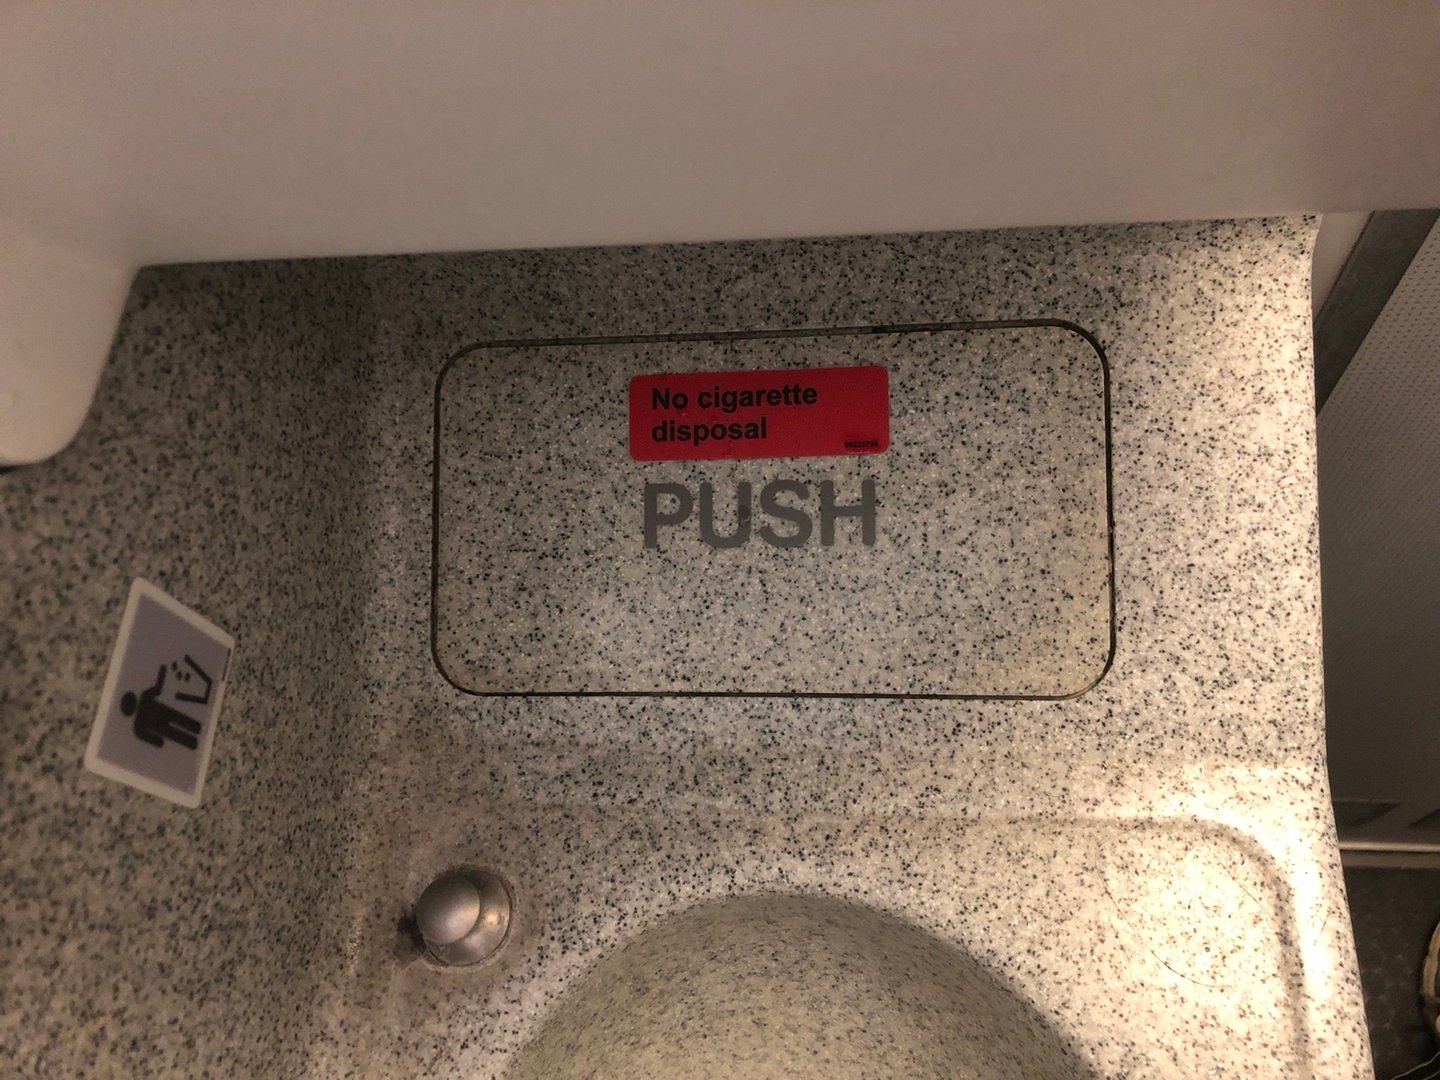 No cigarette
disposal
PUSH